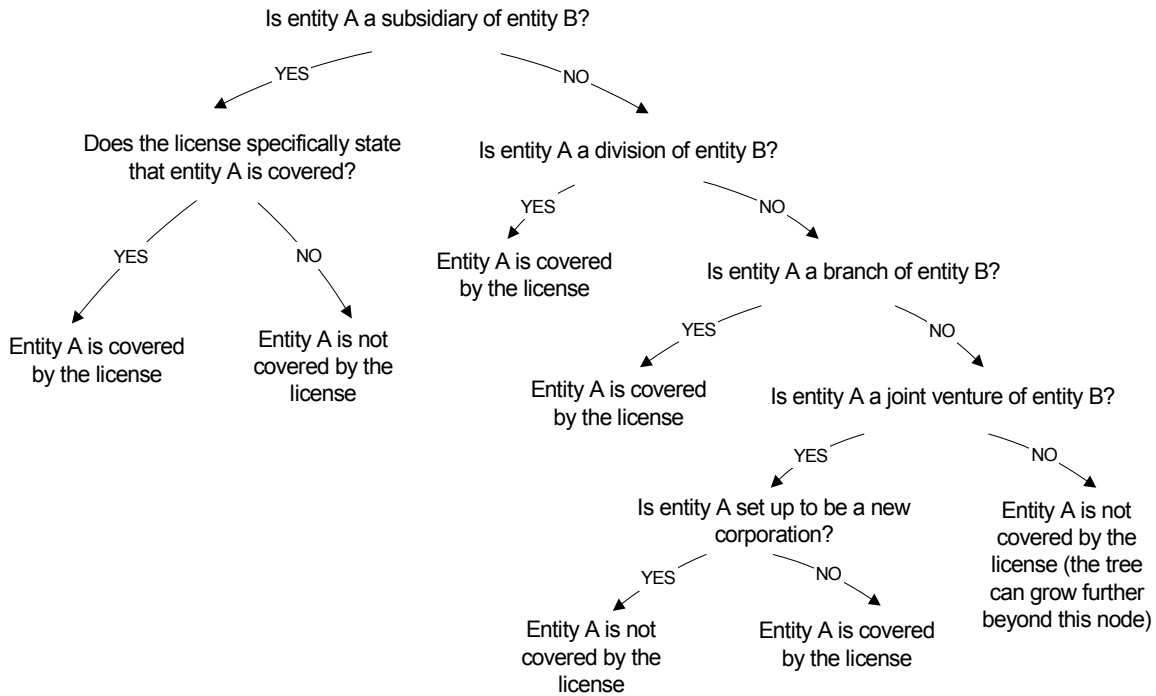 Is entity A a subsidiary of entity B?
YES
NO
Does the license specifically state
that entity A is covered?
Is entity A a division of entity B?
YES
NO
YES
NO
Entity A is covered
by the license
Is entity A a branch of entity B?
Entity A is covered
by the license
Entity A is not
covered by the
license
YES
NO
Entity A is covered
by the license
Is entity A a joint venture of entity B?
YES
NO
Is entity A set up to be a new
corporation?
Entity A is not
covered by the
license (the tree
can grow further
beyond this node)
YES
NO
Entity A is not
covered by the
license
Entity A is covered
by the license